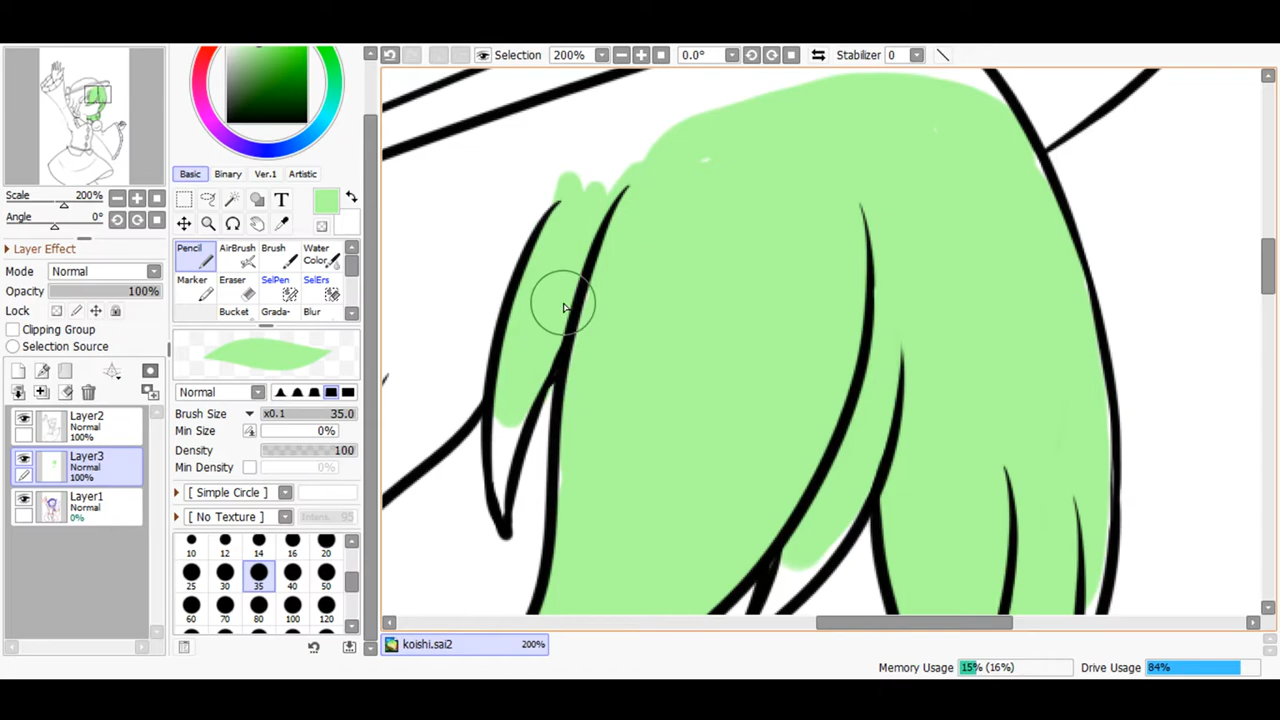 Selection 200% 0.0° Stabilizer 0
Basic Binary Ver.1 Artistic
Scale 200%
Angle 0°
T
Layer Effect
Mode Normal
Opacity 100%
Lock
Clipping Group
Selection Source
Pencil AirBrush Brush Water Color
Marker Eraser SelPen SelErs
Bucket Grada- Blur
Normal
Brush Size x0.1 35.0
Min Size 0%
Density 100
Min Density 0%
[ Simple Circle ]
[ No Texture ] Intens. 95
10 12 14 16 20
25 30 35 40 50
60 70 80 100 120
Layer2
Normal
100%
Layer3
Normal
100%
Layer1
Normal
0%
koishi.sai2 200%
Memory Usage 15% (16%) Drive Usage 84%